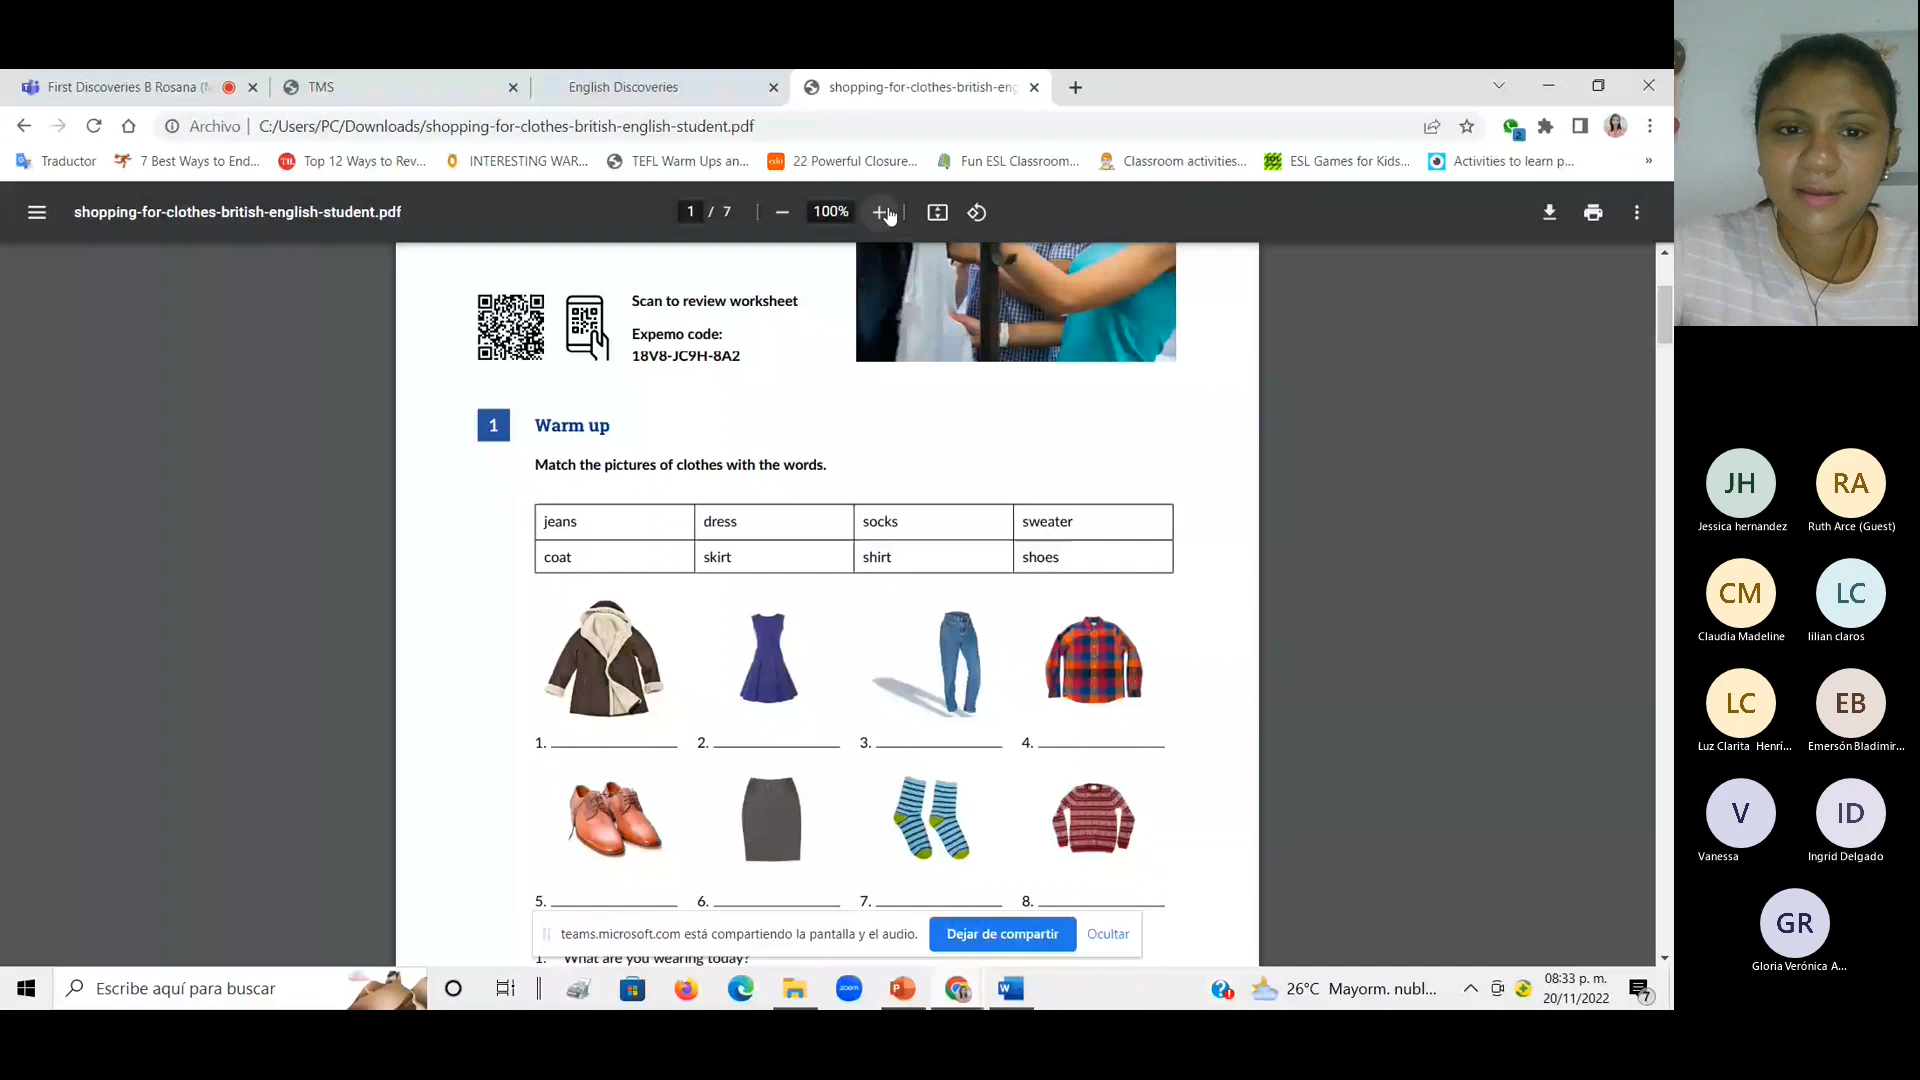 First Discoveries B Rosana (M
TMS
English Discoveries
shopping-for-clothes-british-eng
Archivo
C:/Users/PC/Downloads/shopping-for-clothes-british-english-student.pdf
Traductor
7 Best Ways to End...
Top 12 Ways to Rev...
INTERESTING WAR...
TEFL Warm Ups an...
22 Powerful Closure...
Fun ESL Classroom...
Classroom activities...
ESL Games for Kids...
Activities to learn p...
»
shopping-for-clothes-british-english-student.pdf
1 / 7
100%
Scan to review worksheet
Expemo code:
18V8-JC9H-8A2
1 Warm up
Match the pictures of clothes with the words.
jeans dress socks sweater
coat skirt shirt shoes
1. 2. 3. 4.
5. 6. 7. 8.
teams.microsoft.com está compartiendo la pantalla y el audio.
Dejar de compartir
Ocultar
1. What are you wearing today?
Escribe aquí para buscar
zoom
26°C Mayorm. nubl...
08:33 p. m.
20/11/2022
7
JH
Jessica hernandez
RA
Ruth Arce (Guest)
CM
Claudia Madeline
LC
lilian claros
LC
Luz Clarita Henrí...
EB
Emersón Bladimir...
V
Vanessa
ID
Ingrid Delgado
GR
Gloria Verónica A...